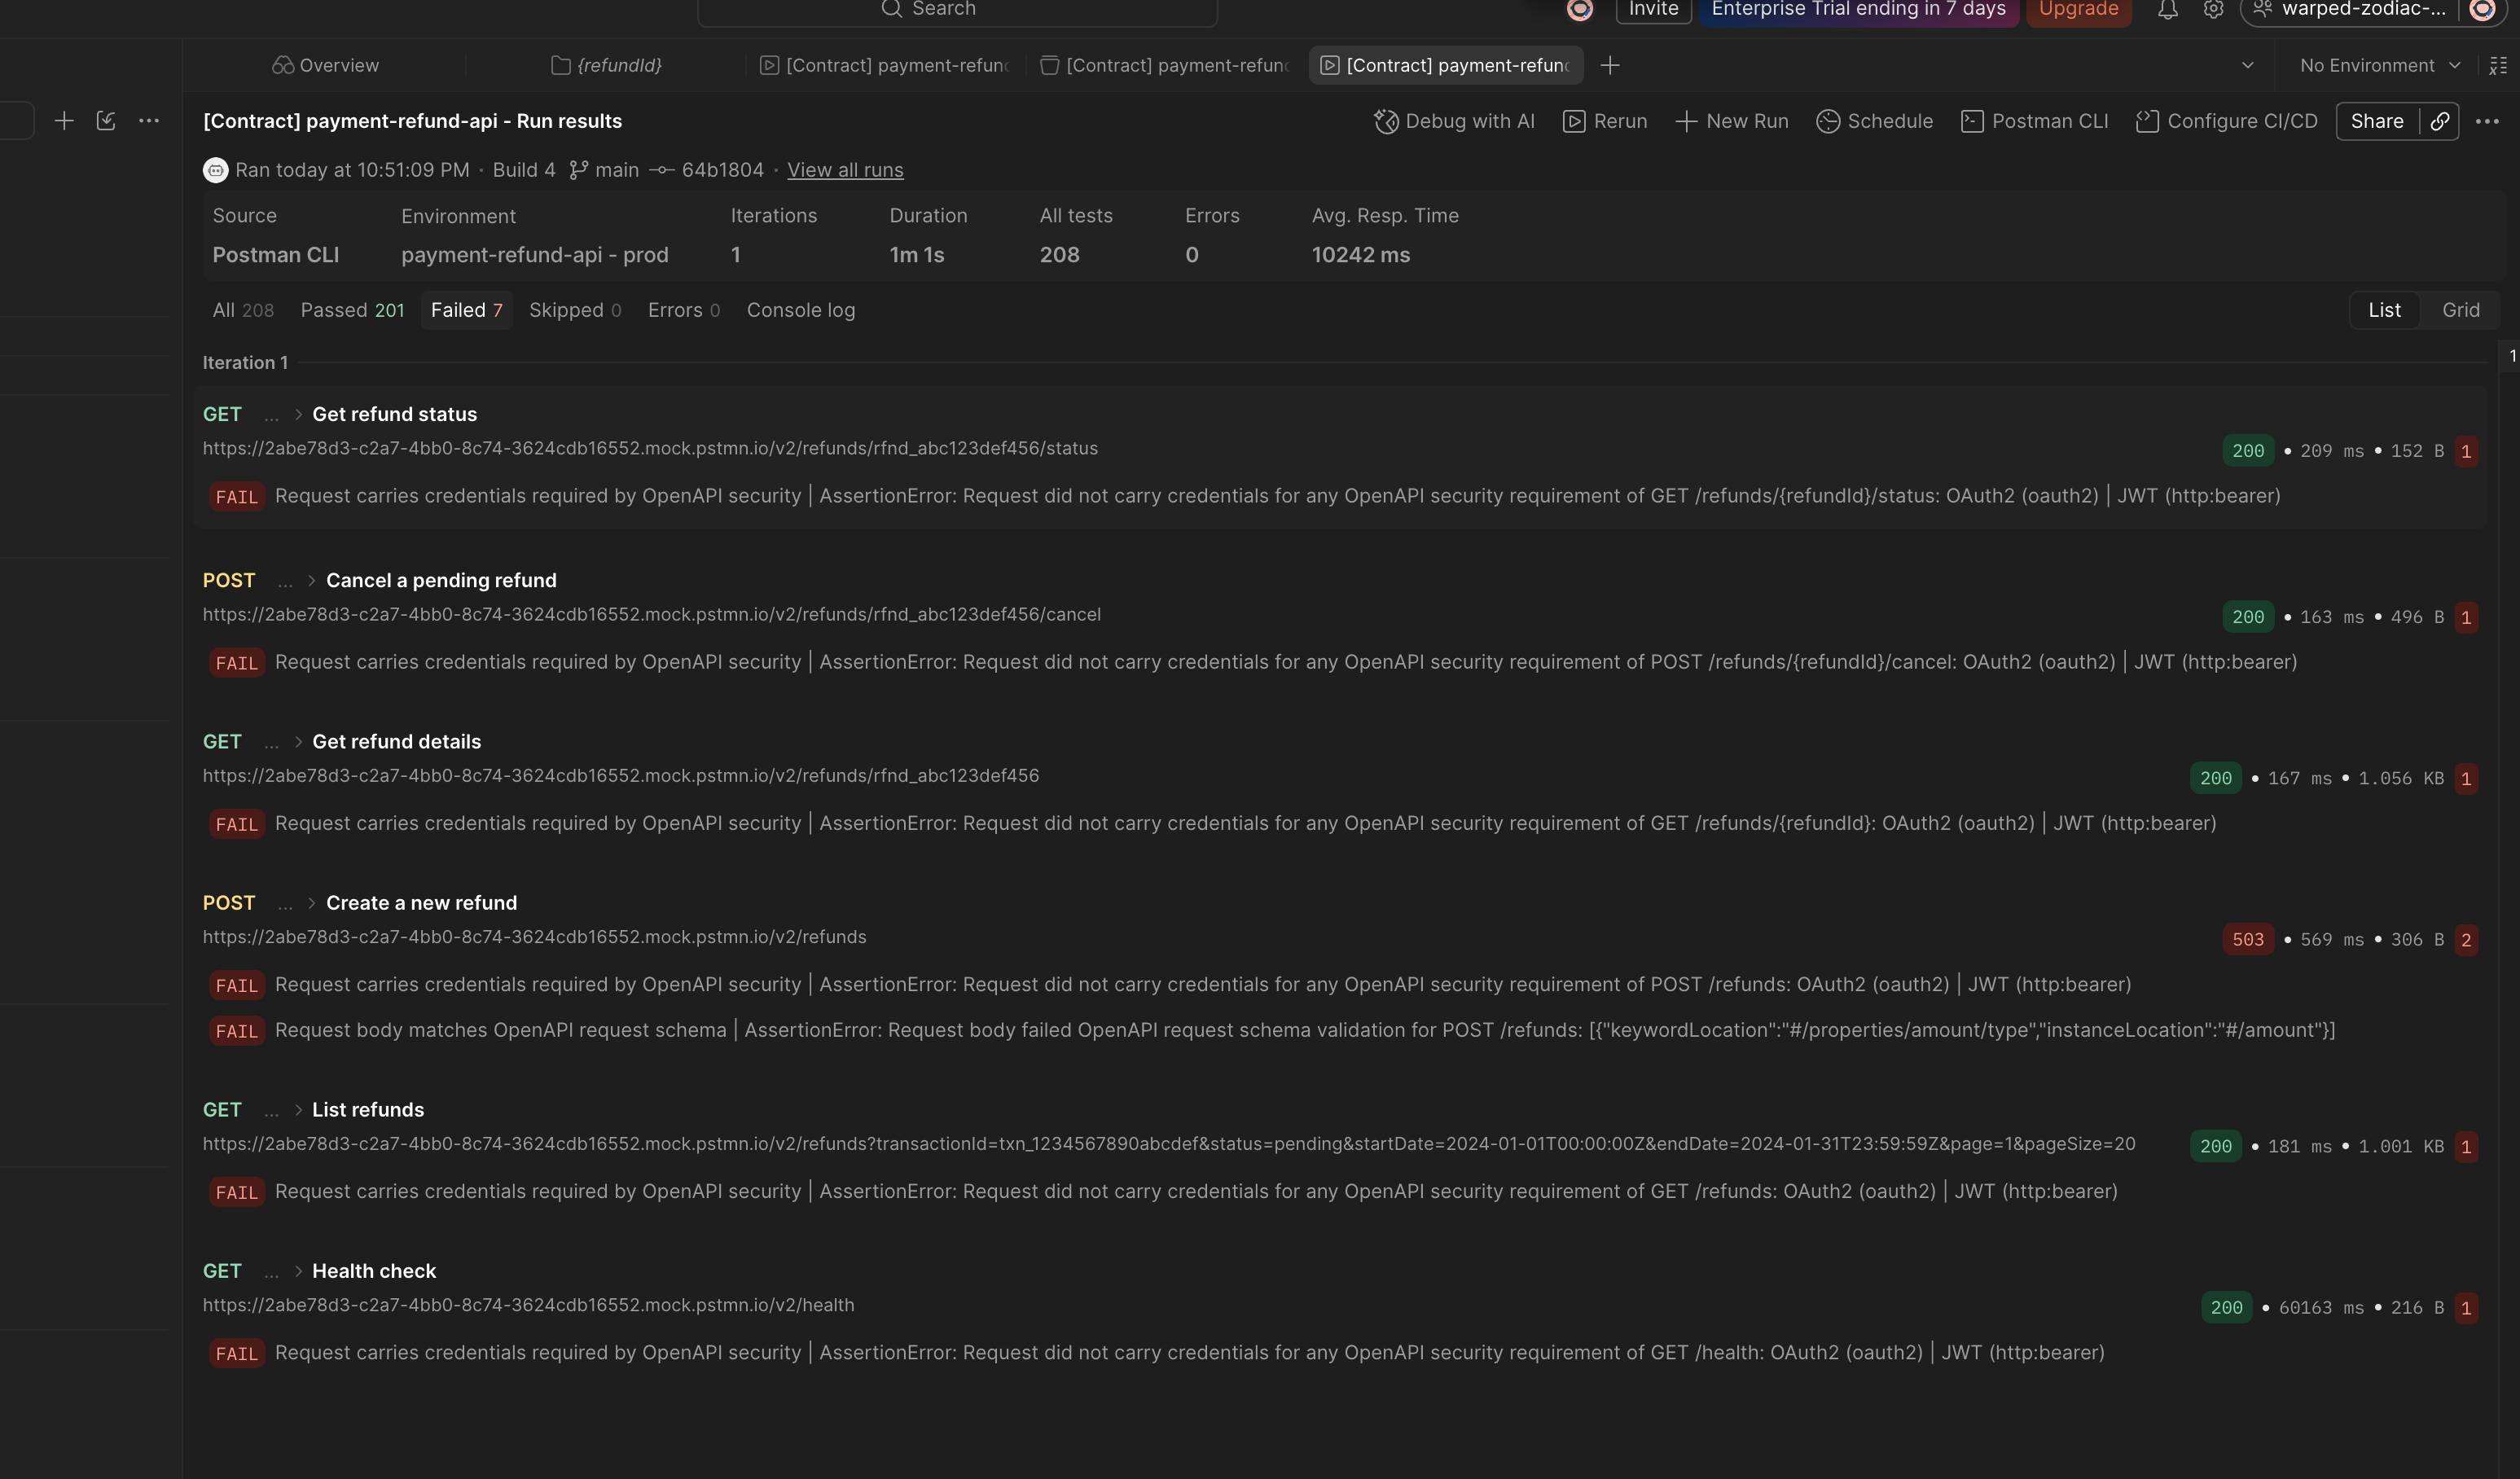 Search
Invite
Enterprise Trial ending in 7 days
Upgrade
warped-zodiac-...
Overview
{refundId}
[Contract] payment-refun
[Contract] payment-refun
[Contract] payment-refun
No Environment
[Contract] payment-refund-api - Run results
Debug with AI
Rerun
New Run
Schedule
Postman CLI
Configure CI/CD
Share
Ran today at 10:51:09 PM · Build 4 main 64b1804 · View all runs
Source Environment Iterations Duration All tests Errors Avg. Resp. Time
Postman CLI payment-refund-api - prod 1 1m 1s 208 0 10242 ms
All 208 Passed 201 Failed 7 Skipped 0 Errors 0 Console log
List Grid
Iteration 1
1
GET ... > Get refund status
https://2abe78d3-c2a7-4bb0-8c74-3624cdb16552.mock.pstmn.io/v2/refunds/rfnd_abc123def456/status
200 • 209 ms • 152 B 1
FAIL Request carries credentials required by OpenAPI security | AssertionError: Request did not carry credentials for any OpenAPI security requirement of GET /refunds/{refundId}/status: OAuth2 (oauth2) | JWT (http:bearer)
POST ... > Cancel a pending refund
https://2abe78d3-c2a7-4bb0-8c74-3624cdb16552.mock.pstmn.io/v2/refunds/rfnd_abc123def456/cancel
200 • 163 ms • 496 B 1
FAIL Request carries credentials required by OpenAPI security | AssertionError: Request did not carry credentials for any OpenAPI security requirement of POST /refunds/{refundId}/cancel: OAuth2 (oauth2) | JWT (http:bearer)
GET ... > Get refund details
https://2abe78d3-c2a7-4bb0-8c74-3624cdb16552.mock.pstmn.io/v2/refunds/rfnd_abc123def456
200 • 167 ms • 1.056 KB 1
FAIL Request carries credentials required by OpenAPI security | AssertionError: Request did not carry credentials for any OpenAPI security requirement of GET /refunds/{refundId}: OAuth2 (oauth2) | JWT (http:bearer)
POST ... > Create a new refund
https://2abe78d3-c2a7-4bb0-8c74-3624cdb16552.mock.pstmn.io/v2/refunds
503 • 569 ms • 306 B 2
FAIL Request carries credentials required by OpenAPI security | AssertionError: Request did not carry credentials for any OpenAPI security requirement of POST /refunds: OAuth2 (oauth2) | JWT (http:bearer)
FAIL Request body matches OpenAPI request schema | AssertionError: Request body failed OpenAPI request schema validation for POST /refunds: [{"keywordLocation":"#/properties/amount/type","instanceLocation":"#/amount"}]
GET ... > List refunds
https://2abe78d3-c2a7-4bb0-8c74-3624cdb16552.mock.pstmn.io/v2/refunds?transactionId=txn_1234567890abcdef&status=pending&startDate=2024-01-01T00:00:00Z&endDate=2024-01-31T23:59:59Z&page=1&pageSize=20
200 • 181 ms • 1.001 KB 1
FAIL Request carries credentials required by OpenAPI security | AssertionError: Request did not carry credentials for any OpenAPI security requirement of GET /refunds: OAuth2 (oauth2) | JWT (http:bearer)
GET ... > Health check
https://2abe78d3-c2a7-4bb0-8c74-3624cdb16552.mock.pstmn.io/v2/health
200 • 60163 ms • 216 B 1
FAIL Request carries credentials required by OpenAPI security | AssertionError: Request did not carry credentials for any OpenAPI security requirement of GET /health: OAuth2 (oauth2) | JWT (http:bearer)